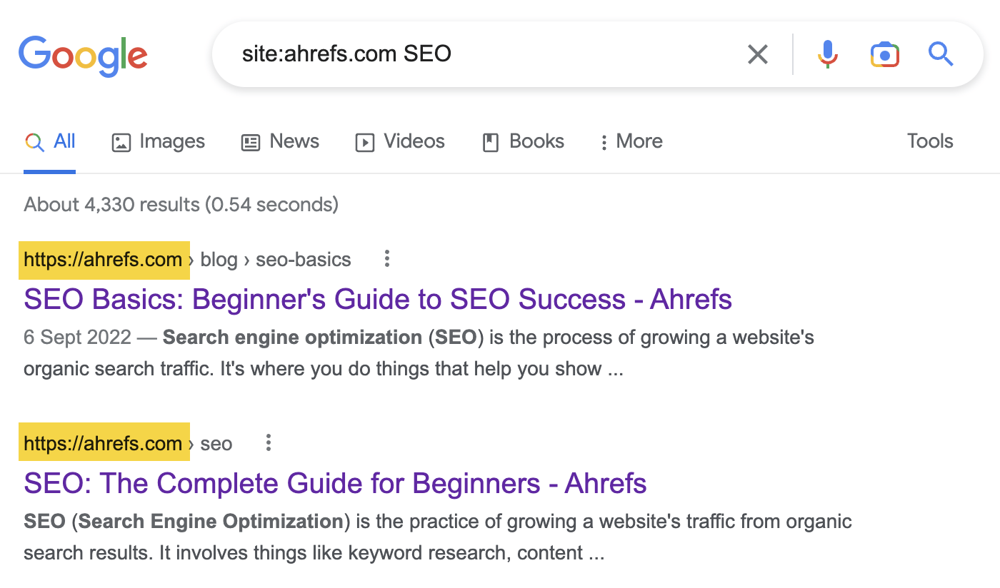 Google
site:ahrefs.com SEO
All Images News Videos Books More Tools
About 4,330 results (0.54 seconds)
https://ahrefs.com › blog › seo-basics
SEO Basics: Beginner's Guide to SEO Success - Ahrefs
6 Sept 2022 — Search engine optimization (SEO) is the process of growing a website's
organic search traffic. It's where you do things that help you show ...
https://ahrefs.com › seo
SEO: The Complete Guide for Beginners - Ahrefs
SEO (Search Engine Optimization) is the practice of growing a website's traffic from organic
search results. It involves things like keyword research, content ...